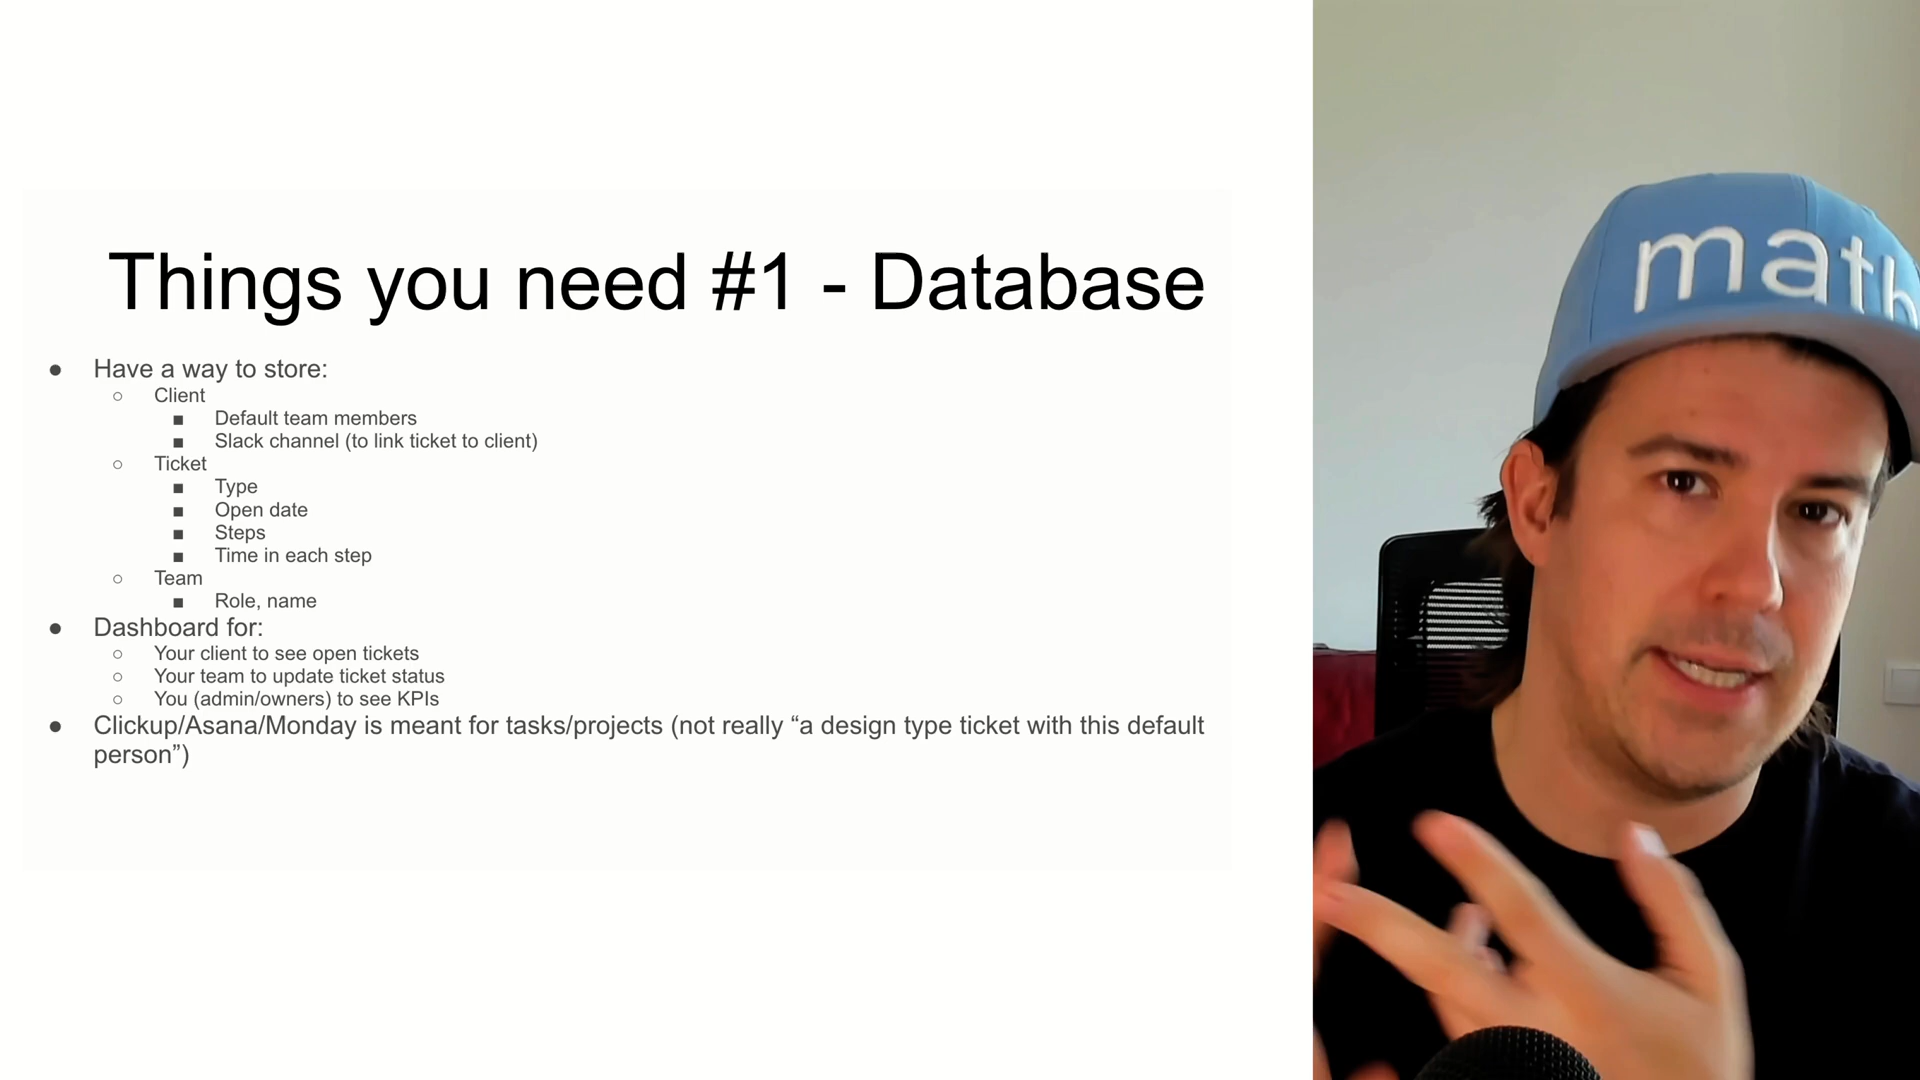 Things you need #1 - Database
● Have a way to store:
○ Client
■ Default team members
■ Slack channel (to link ticket to client)
○ Ticket
■ Type
■ Open date
■ Steps
■ Time in each step
○ Team
■ Role, name
● Dashboard for:
○ Your client to see open tickets
○ Your team to update ticket status
○ You (admin/owners) to see KPIs
● Clickup/Asana/Monday is meant for tasks/projects (not really “a design type ticket with this default
person”)
math